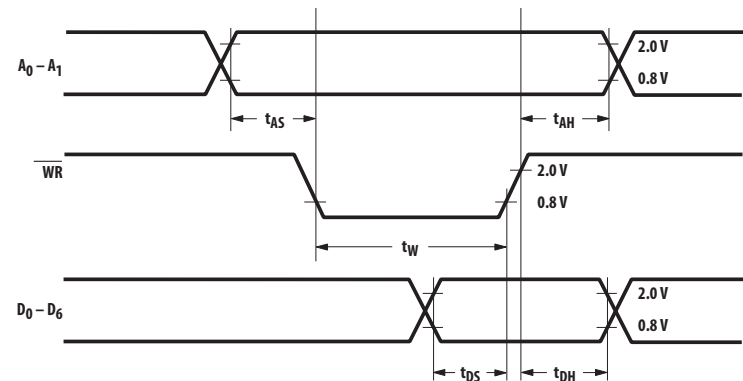 A0 – A1
2.0 V
0.8 V
tAS
tAH
WR
2.0 V
0.8 V
tW
D0 – D6
2.0 V
0.8 V
tDS
tDH